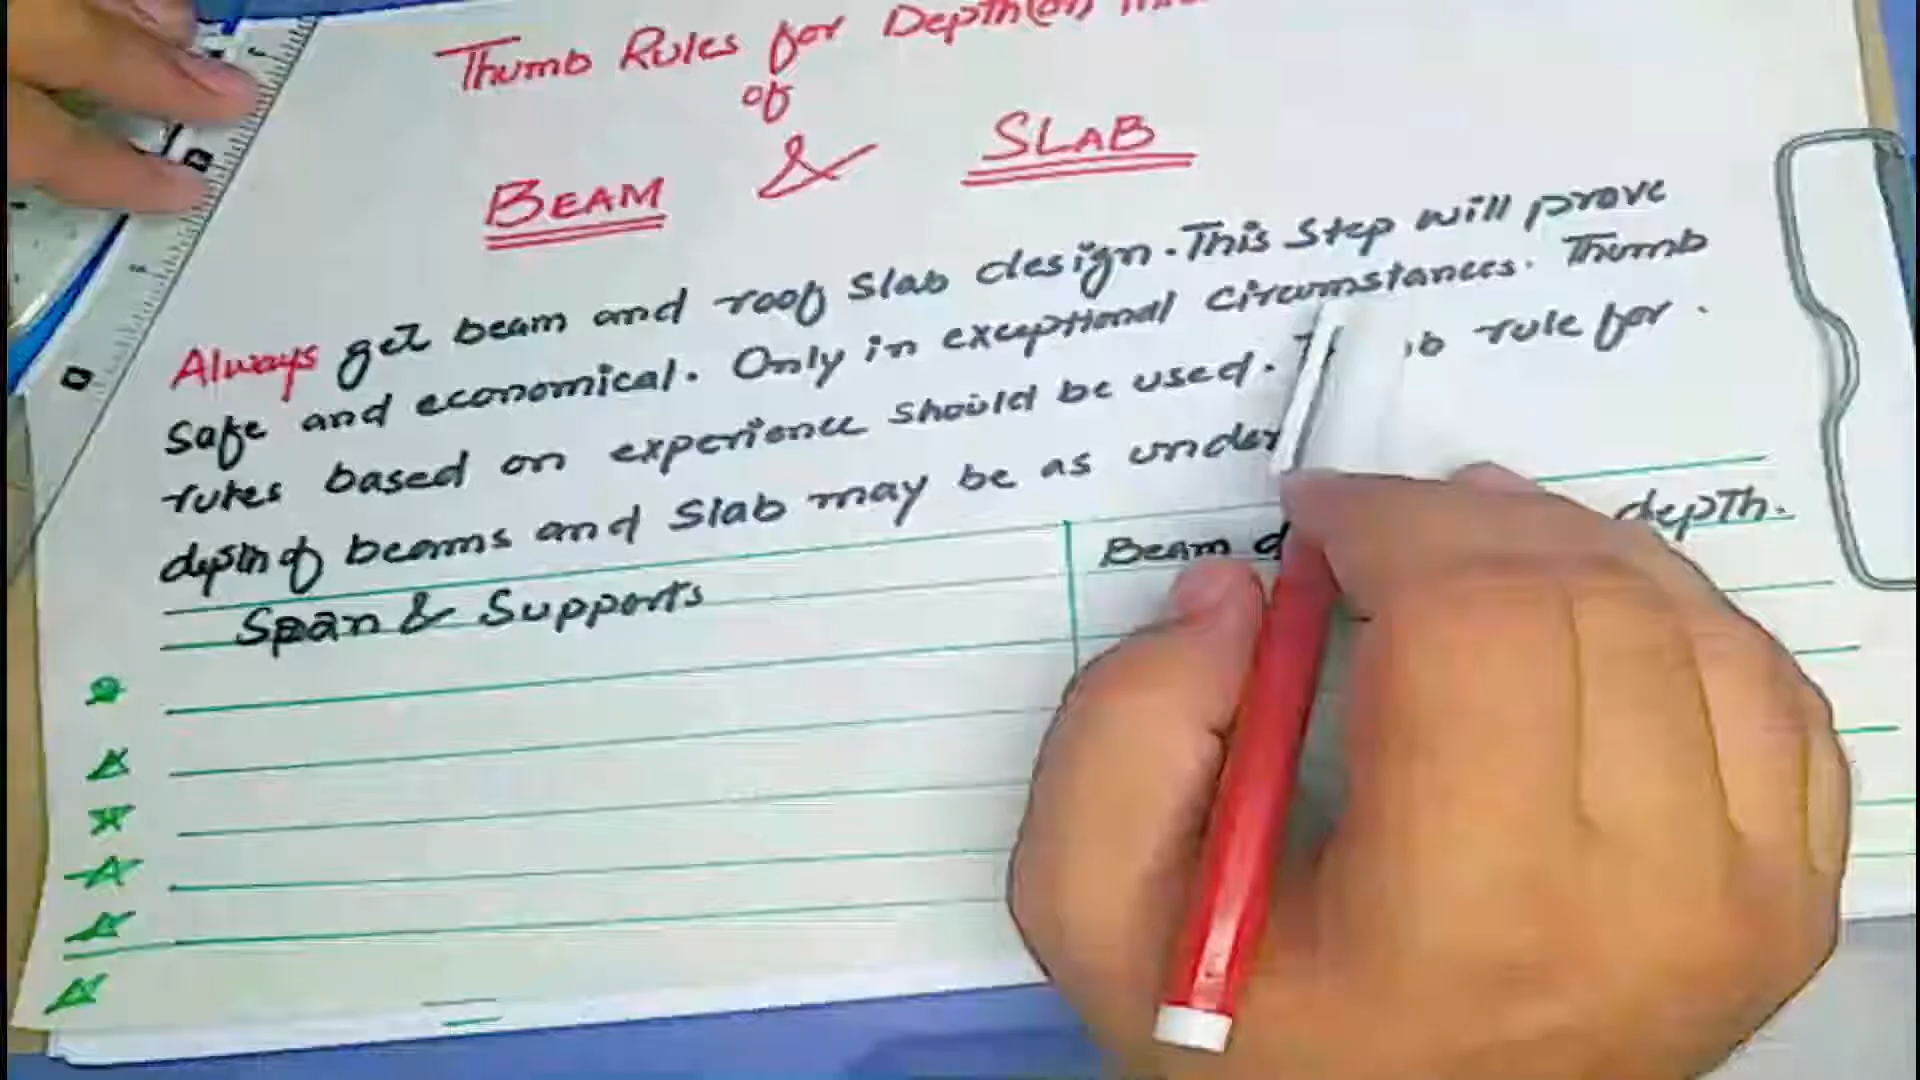 Thumb Rules for Depth(or)
of
BEAM & SLAB
Always get beam and roof slab design. This step will prove
safe and economical. Only in exceptional circumstances. Thumb
rules based on experience should be used. rule for.
depth of beams and slab may be as under
Span & Supports
Beam depth.